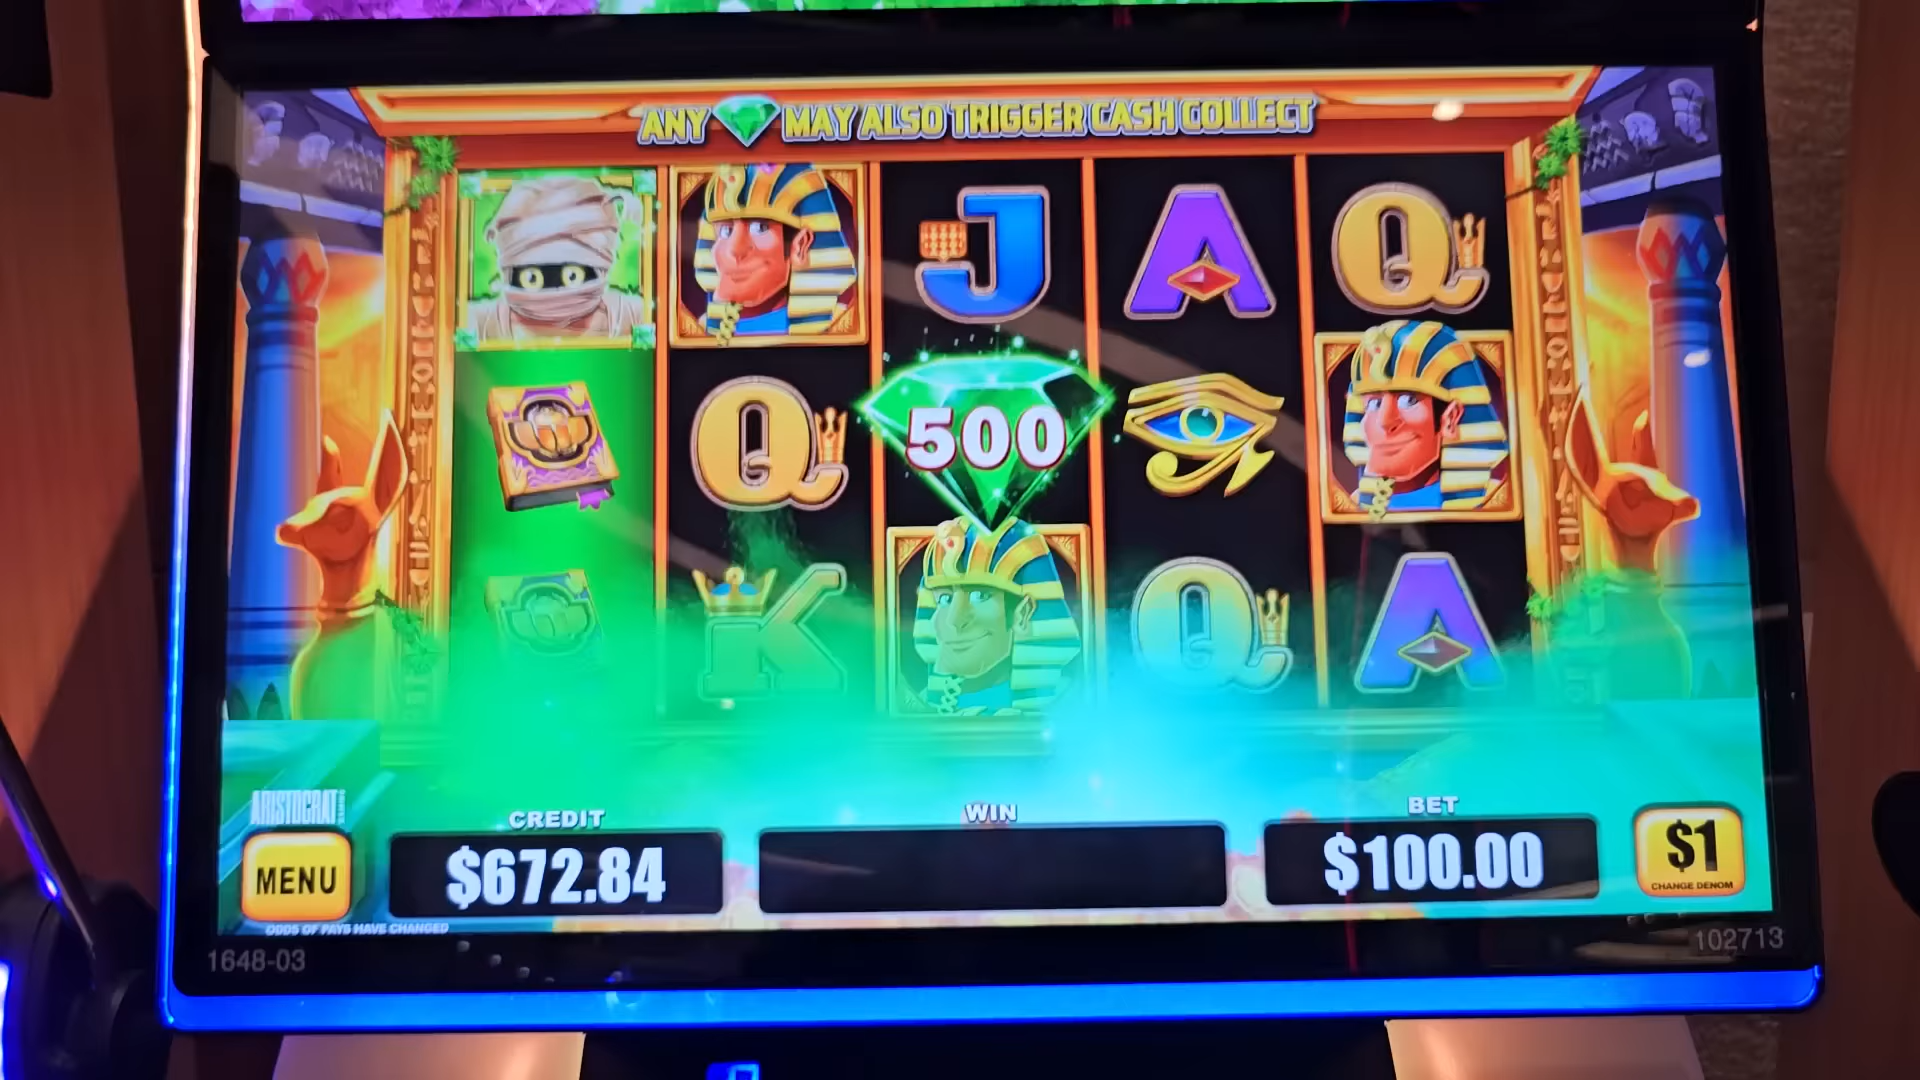 ANY MAY ALSO TRIGGER CASH COLLECT
J A Q
Q 500
K Q A
ARISTOCRAT
CREDIT WIN BET
MENU $672.84 $100.00 $1
CHANGE DENOM
ODDS OF PAYS HAVE CHANGED
1648-03 102713